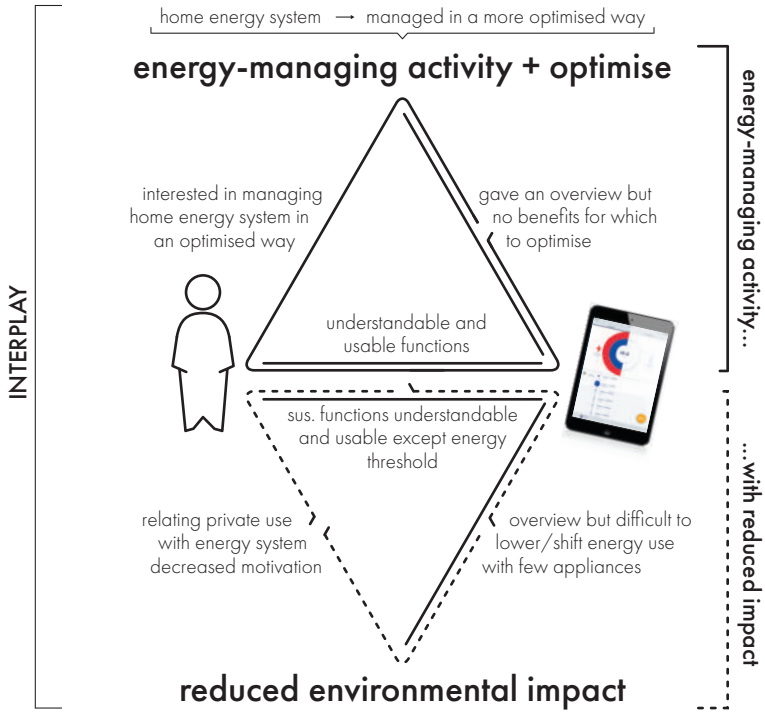 home energy system → managed in a more optimised way
energy-managing activity + optimise
interested in managing
home energy system in
an optimised way
gave an overview but
no benefits for which
to optimise
understandable and
usable functions
sus. functions understandable
and usable except energy
threshold
relating private use
with energy system
decreased motivation
overview but difficult to
lower/shift energy use
with few appliances
reduced environmental impact
INTERPLAY
energy-managing activity...
...with reduced impact